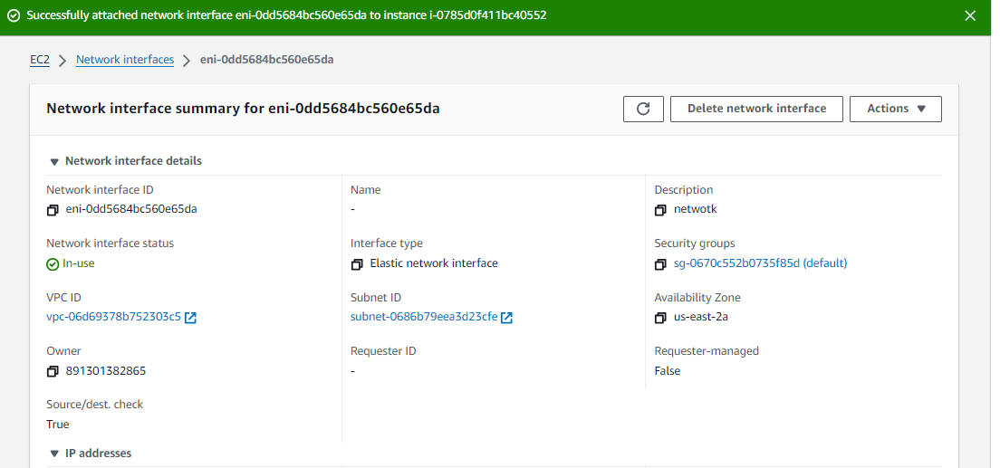 Successfully attached network interface eni-0dd5684bc560e65da to instance i-0785d0f411bc40552
EC2 Network interfaces eni-0dd5684bc560e65da
Network interface summary for eni-0dd5684bc560e65da
Delete network interface
Actions
Network interface details
Network interface ID
eni-0dd5684bc560e65da
Name
-
Description
netwotk
Network interface status
In-use
Interface type
Elastic network interface
Security groups
sg-0670c552b0735f85d (default)
VPC ID
vpc-06d69378b752303c5
Subnet ID
subnet-0686b79eea3d23cfe
Availability Zone
us-east-2a
Owner
891301382865
Requester ID
-
Requester-managed
False
Source/dest. check
True
IP addresses